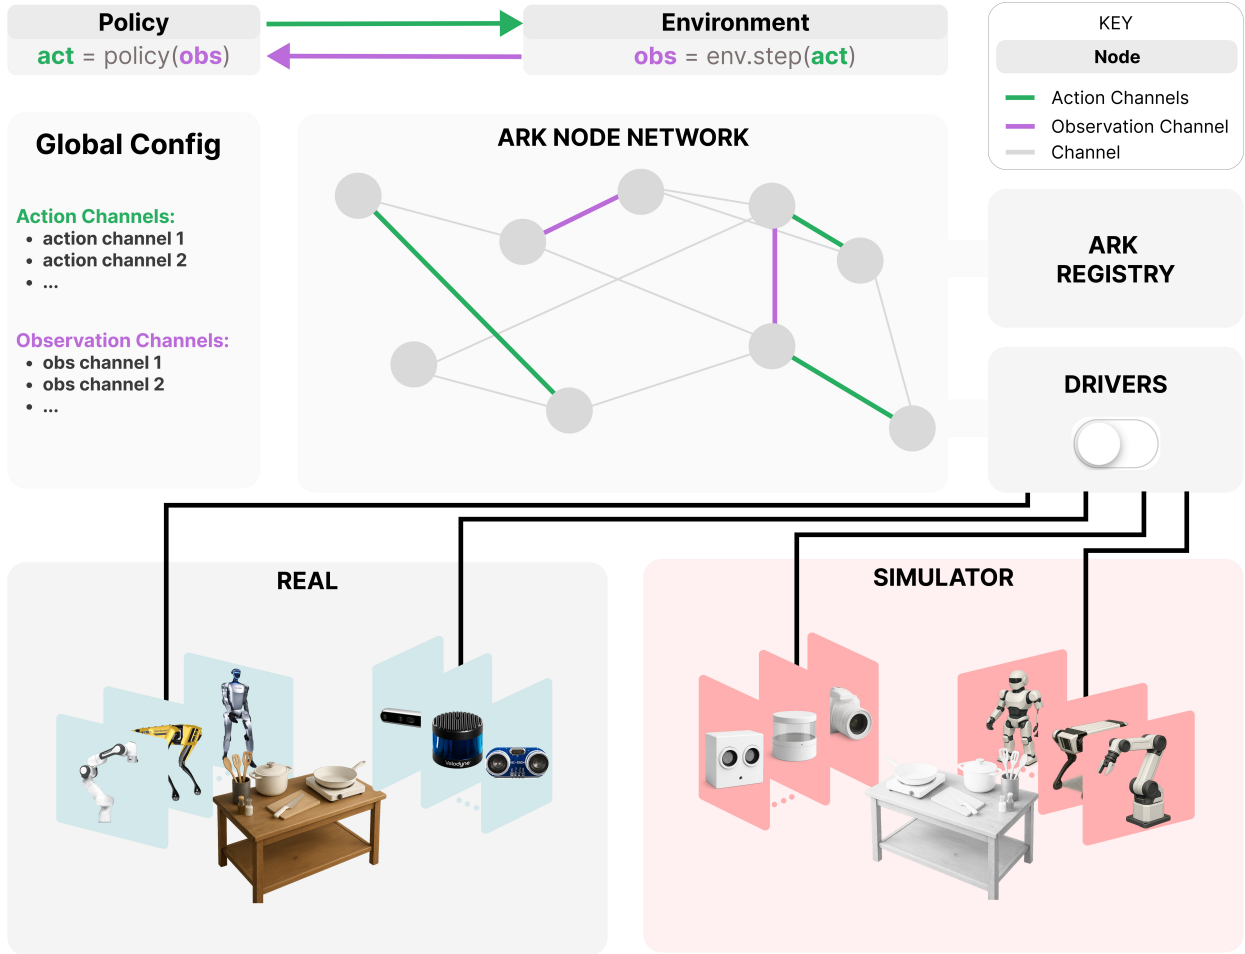 Policy
act = policy(obs)
Environment
obs = env.step(act)
KEY
Node
Action Channels
Observation Channel
Channel
Global Config
Action Channels:
• action channel 1
• action channel 2
• ...
Observation Channels:
• obs channel 1
• obs channel 2
• ...
ARK NODE NETWORK
ARK
REGISTRY
DRIVERS
REAL
Velodyne
SIMULATOR